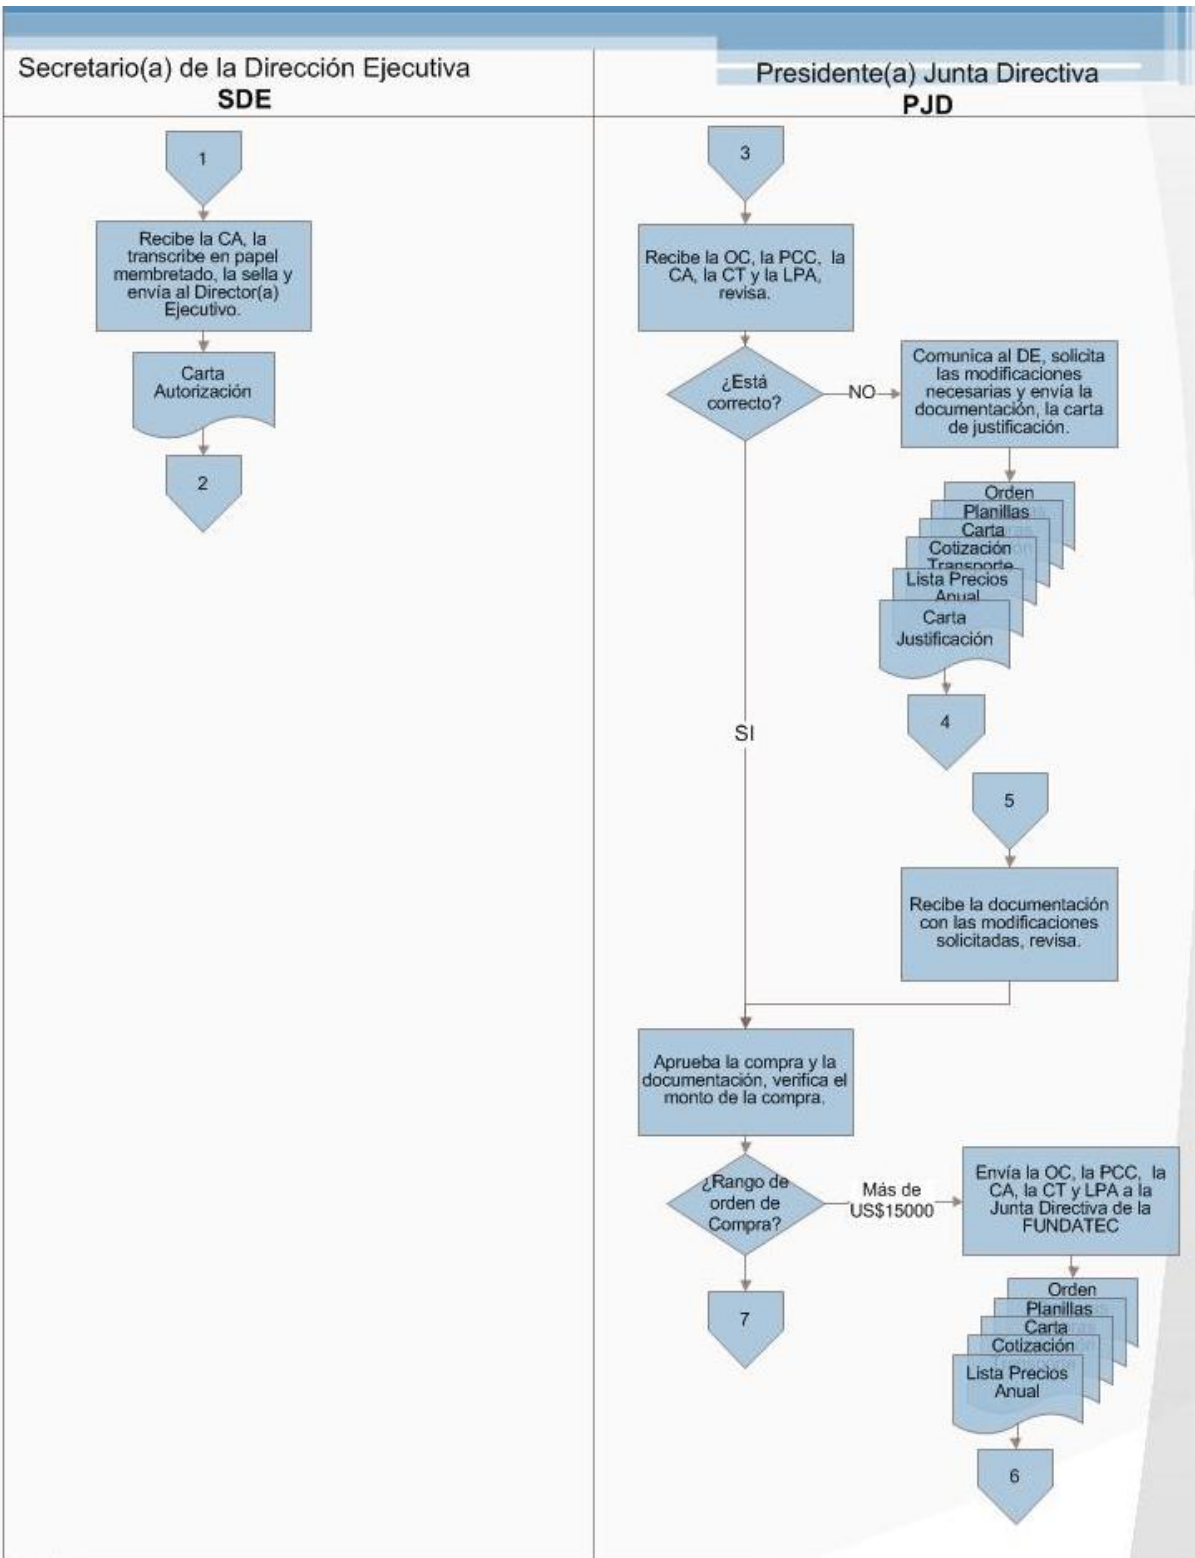 Secretario(a) de la Dirección Ejecutiva
SDE
1
Recibe la CA, la
transcribe en papel
membretado, la sella y
envía al Director(a)
Ejecutivo.
Carta
Autorización
2
Presidente(a) Junta Directiva
PJD
3
Recibe la OC, la PCC, la
CA, la CT y la LPA,
revisa.
¿Está
correcto?
NO
Comunica al DE, solicita
las modificaciones
necesarias y envía la
documentación, la carta
de justificación.
Orden
Planillas
Carta
Cotización
Transporte
Lista Precios
Anual
Carta
Justificación
4
SI
5
Recibe la documentación
con las modificaciones
solicitadas, revisa.
Aprueba la compra y la
documentación, verifica el
monto de la compra.
¿Rango de
orden de
Compra?
Más de
US$15000
Envía la OC, la PCC, la
CA, la CT y LPA a la
Junta Directiva de la
FUNDATEC
Orden
Planillas
Carta
Cotización
Lista Precios
Anual
7
6